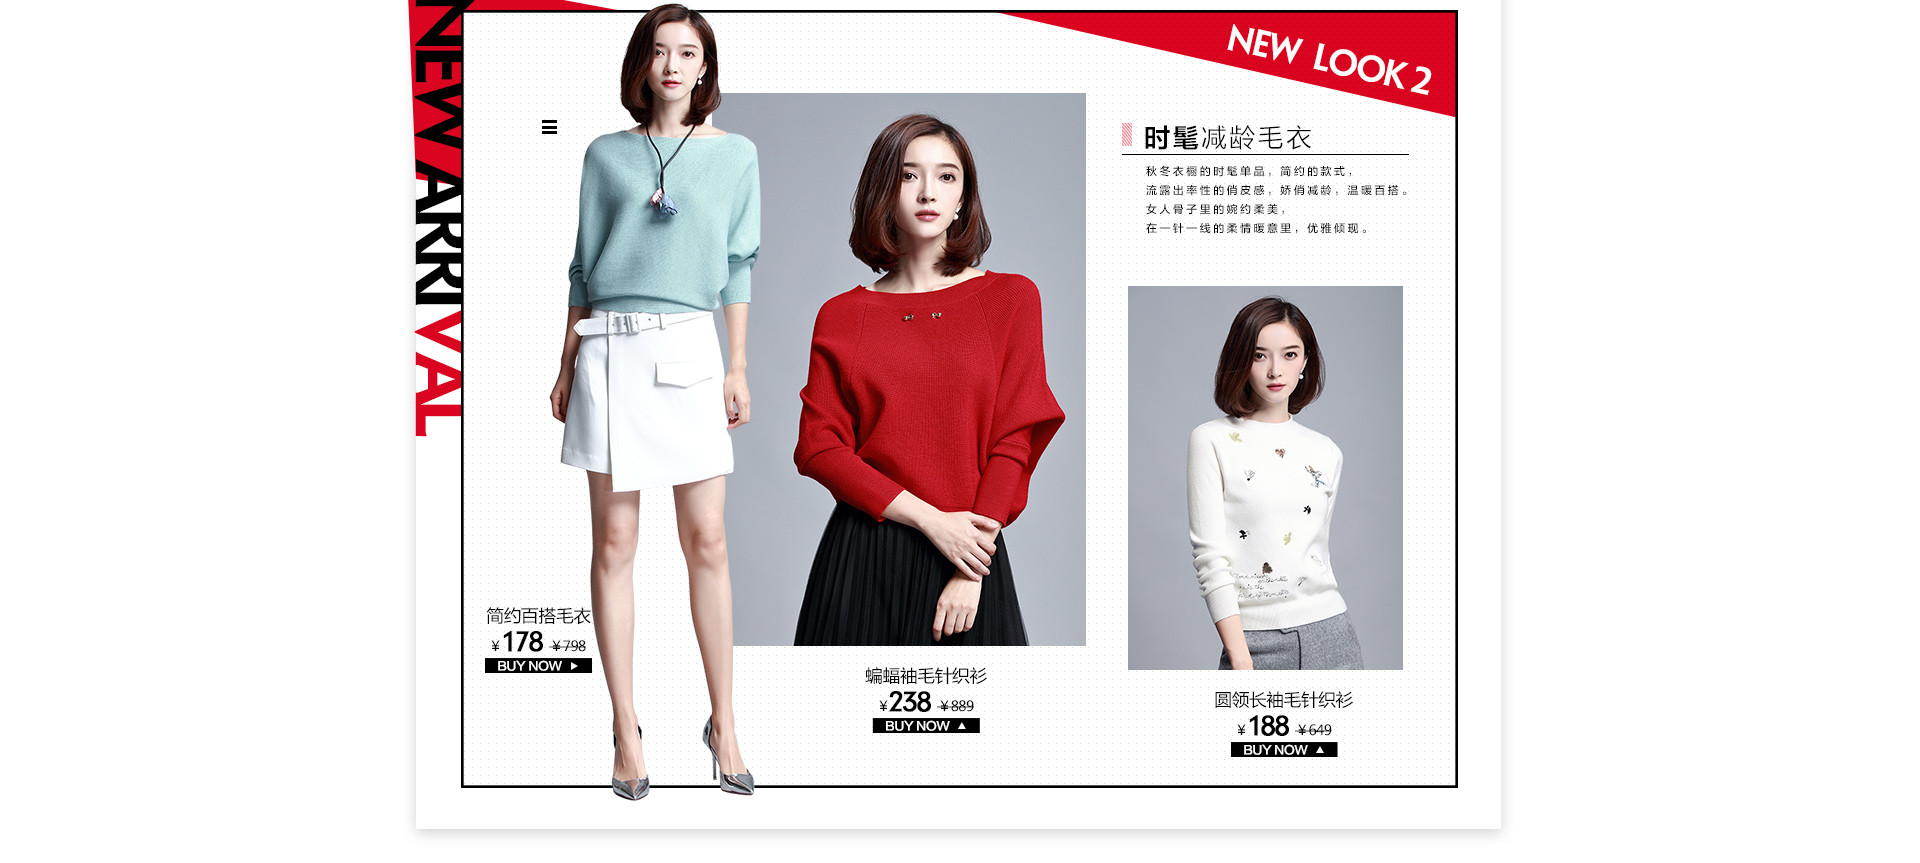 NEW ARRIVAL
NEW LOOK 2
时髦减龄毛衣
秋冬衣橱的时髦单品，简约的款式，
流露出率性的俏皮感，娇俏减龄，温暖百搭。
女人骨子里的婉约柔美，
在一针一线的柔情暖意里，优雅倾现。
简约百搭毛衣
¥178 ¥798
BUY NOW
蝙蝠袖毛针织衫
¥238 ¥889
BUY NOW
圆领长袖毛针织衫
¥188 ¥649
BUY NOW